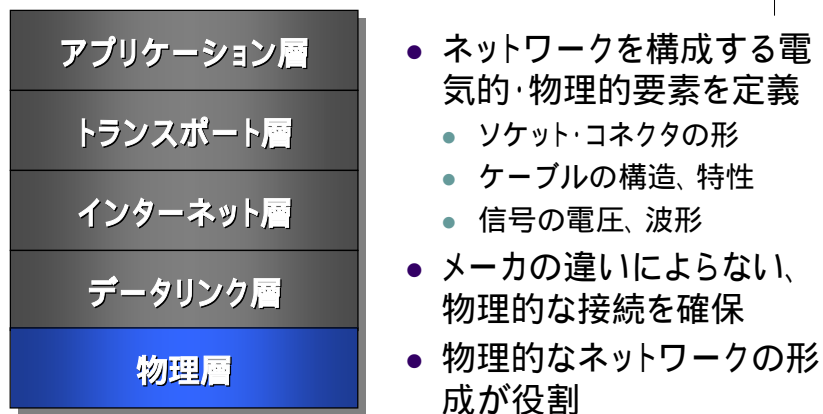 アプリケーション層
トランスポート層
インターネット層
データリンク層
物理層
ネットワークを構成する電
気的・物理的要素を定義
ソケット・コネクタの形
ケーブルの構造、特性
信号の電圧、波形
メーカの違いによらない、
物理的な接続を確保
物理的なネットワークの形
成が役割